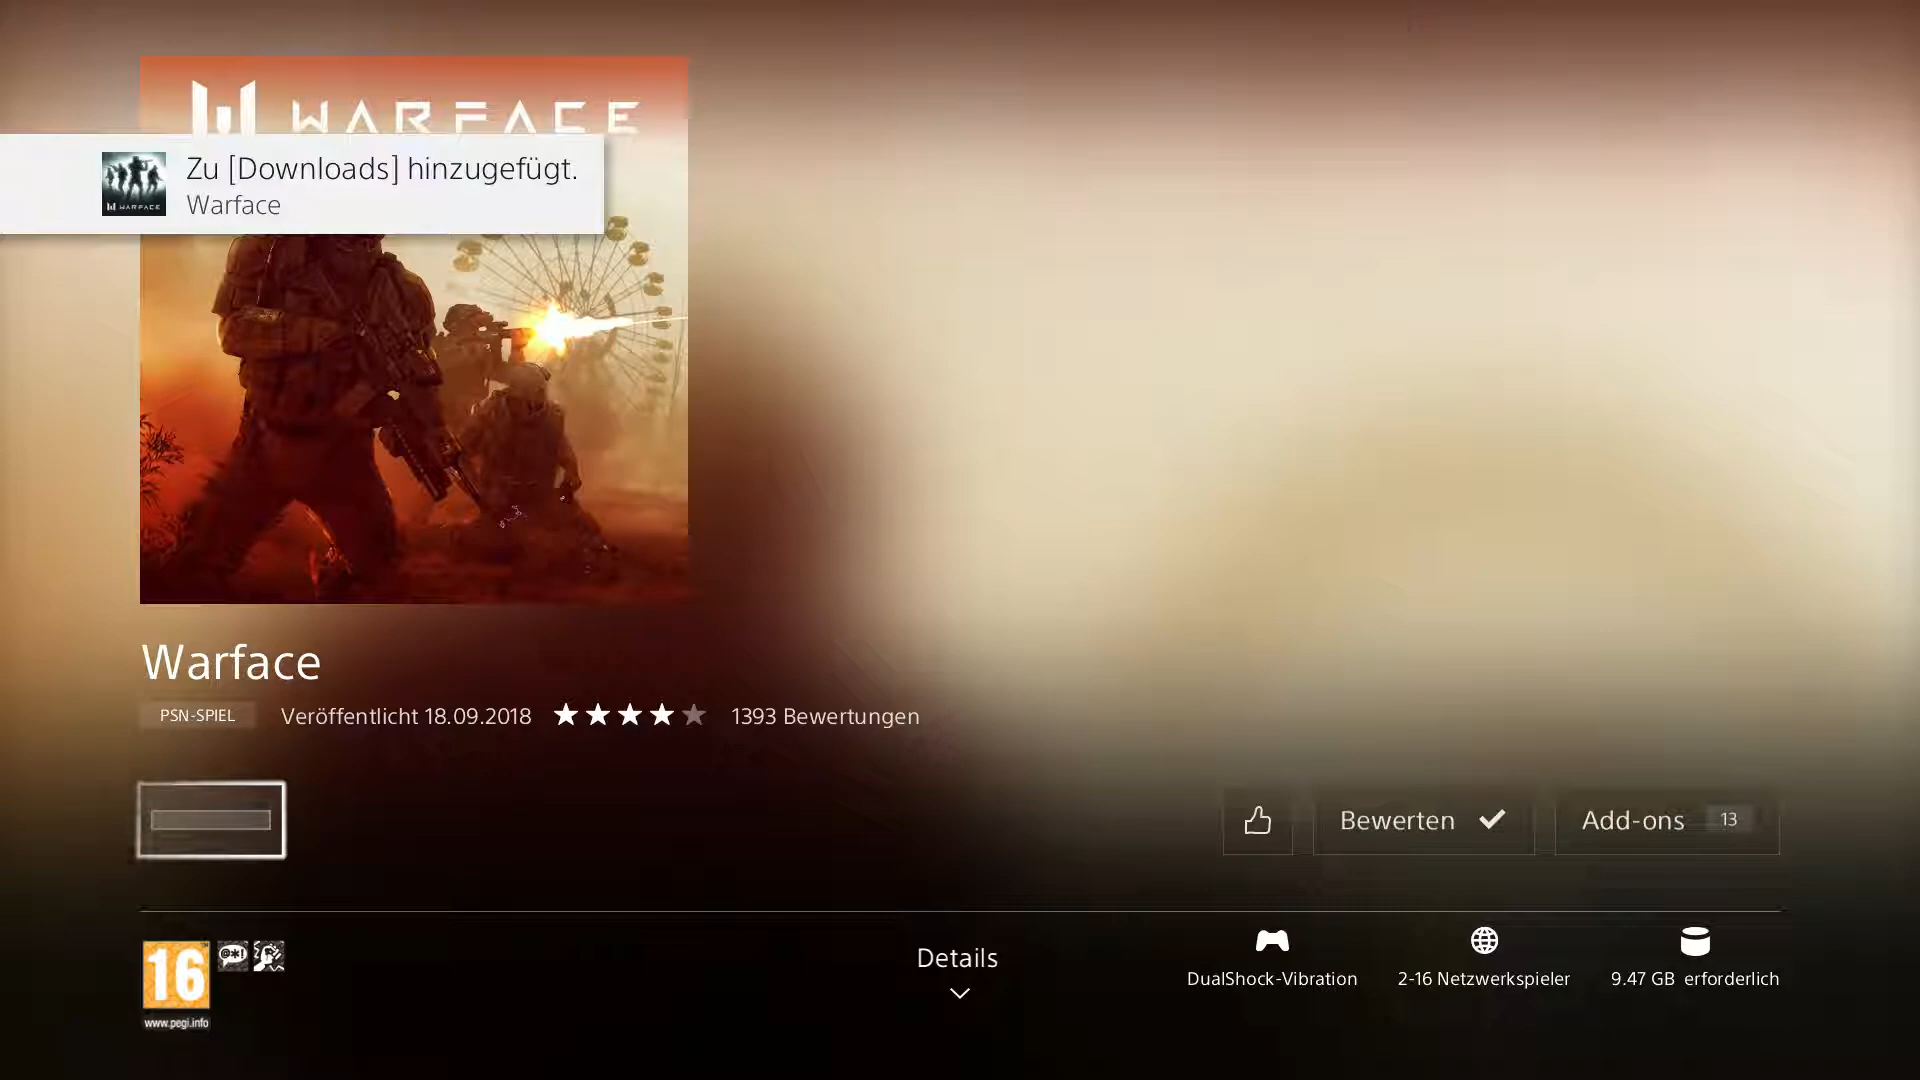 WARFACE
Zu [Downloads] hinzugefügt.
WARFACE
Warface
Warface
PSN-SPIEL
Veröffentlicht 18.09.2018
1393 Bewertungen
Bewerten
Add-ons 13
16
@*!
www.pegi.info
Details
DualShock-Vibration
2-16 Netzwerkspieler
9.47 GB erforderlich